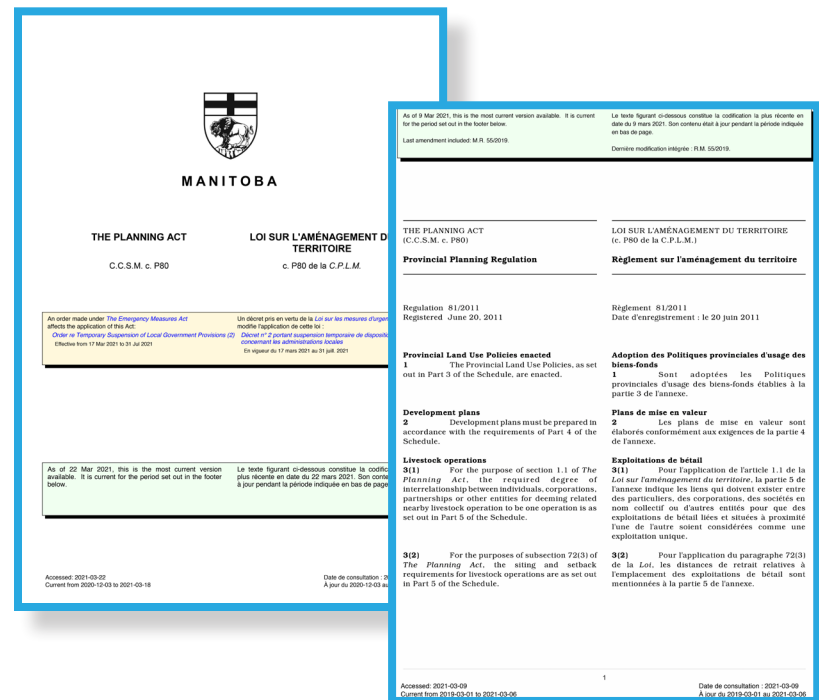 MANITOBA
THE PLANNING ACT
C.C.S.M. c. P80
LOI SUR L'AMÉNAGEMENT D
TERRITOIRE
c. P80 de la C.P.L.M.
An order made under The Emergency Measures Act
affects the application of this Act:
Order re Temporary Suspension of Local Government Provisions (2)
Effective from 17 Mar 2021 to 31 Jul 2021
Un décret pris en vertu de la Loi sur les mesures d'urgen
modifie l'application de cette loi :
Décret n° 2 portant suspension temporaire de dispositi
concernant les administrations locales
En vigueur du 17 mars 2021 au 31 juill. 2021
As of 22 Mar 2021, this is the most current version
available. It is current for the period set out in the footer
below.
Le texte figurant ci-dessous constitue la codific
plus récente en date du 22 mars 2021. Son conte
à jour pendant la période indiquée en bas de page
Accessed: 2021-03-22
Current from 2020-12-03 to 2021-03-18
Date de consultation : 2
À jour du 2020-12-03 au
As of 9 Mar 2021, this is the most current version available. It is current
for the period set out in the footer below.
Last amendment included: M.R. 55/2019.
Le texte figurant ci-dessous constitue la codification la plus récente en
date du 9 mars 2021. Son contenu était à jour pendant la période indiquée
en bas de page.
Dernière modification intégrée : R.M. 55/2019.
THE PLANNING ACT
(C.C.S.M. c. P80)
Provincial Planning Regulation
LOI SUR L'AMÉNAGEMENT DU TERRITOIRE
(c. P80 de la C.P.L.M.)
Règlement sur l'aménagement du territoire
Regulation 81/2011
Registered June 20, 2011
Règlement 81/2011
Date d'enregistrement : le 20 juin 2011
Provincial Land Use Policies enacted
1 The Provincial Land Use Policies, as set
out in Part 3 of the Schedule, are enacted.
Adoption des Politiques provinciales d'usage des
biens-fonds
1 Sont adoptées les Politiques
provinciales d'usage des biens-fonds établies à la
partie 3 de l'annexe.
Development plans
2 Development plans must be prepared in
accordance with the requirements of Part 4 of the
Schedule.
Plans de mise en valeur
2 Les plans de mise en valeur sont
élaborés conformément aux exigences de la partie 4
de l'annexe.
Livestock operations
3(1) For the purpose of section 1.1 of The
Planning Act, the required degree of
interrelationship between individuals, corporations,
partnerships or other entities for deeming related
nearby livestock operation to be one operation is as
set out in Part 5 of the Schedule.
Exploitations de bétail
3(1) Pour l'application de l'article 1.1 de la
Loi sur l'aménagement du territoire, la partie 5 de
l'annexe indique les liens qui doivent exister entre
des particuliers, des corporations, des sociétés en
nom collectif ou d'autres entités pour que des
exploitations de bétail liées et situées à proximité
l'une de l'autre soient considérées comme une
exploitation unique.
3(2) For the purposes of subsection 72(3) of
The Planning Act, the siting and setback
requirements for livestock operations are as set out
in Part 5 of the Schedule.
3(2) Pour l'application du paragraphe 72(3)
de la Loi, les distances de retrait relatives à
l'emplacement des exploitations de bétail sont
mentionnées à la partie 5 de l'annexe.
1
Accessed: 2021-03-09
Current from 2019-03-01 to 2021-03-06
Date de consultation : 2021-03-09
À jour du 2019-03-01 au 2021-03-06